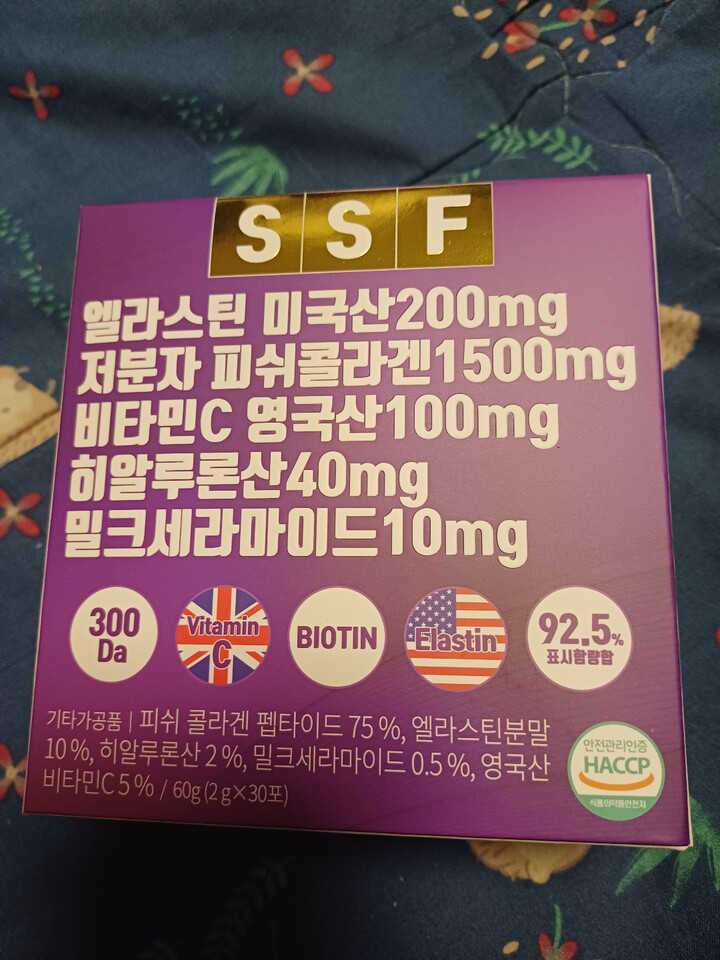 SSF
엘라스틴 미국산200mg
저분자 피쉬콜라겐1500mg
비타민C 영국산100mg
히알루론산40mg
밀크세라마이드10mg
300
Da
Vitamin
C
BIOTIN
Elastin
92.5%
표시함량합
기타가공품 | 피쉬 콜라겐 펩타이드 75%, 엘라스틴분말
10%, 히알루론산 2%, 밀크세라마이드 0.5%, 영국산
비타민C 5% / 60g (2g×30포)
안전관리인증
HACCP
식품의약품안전처